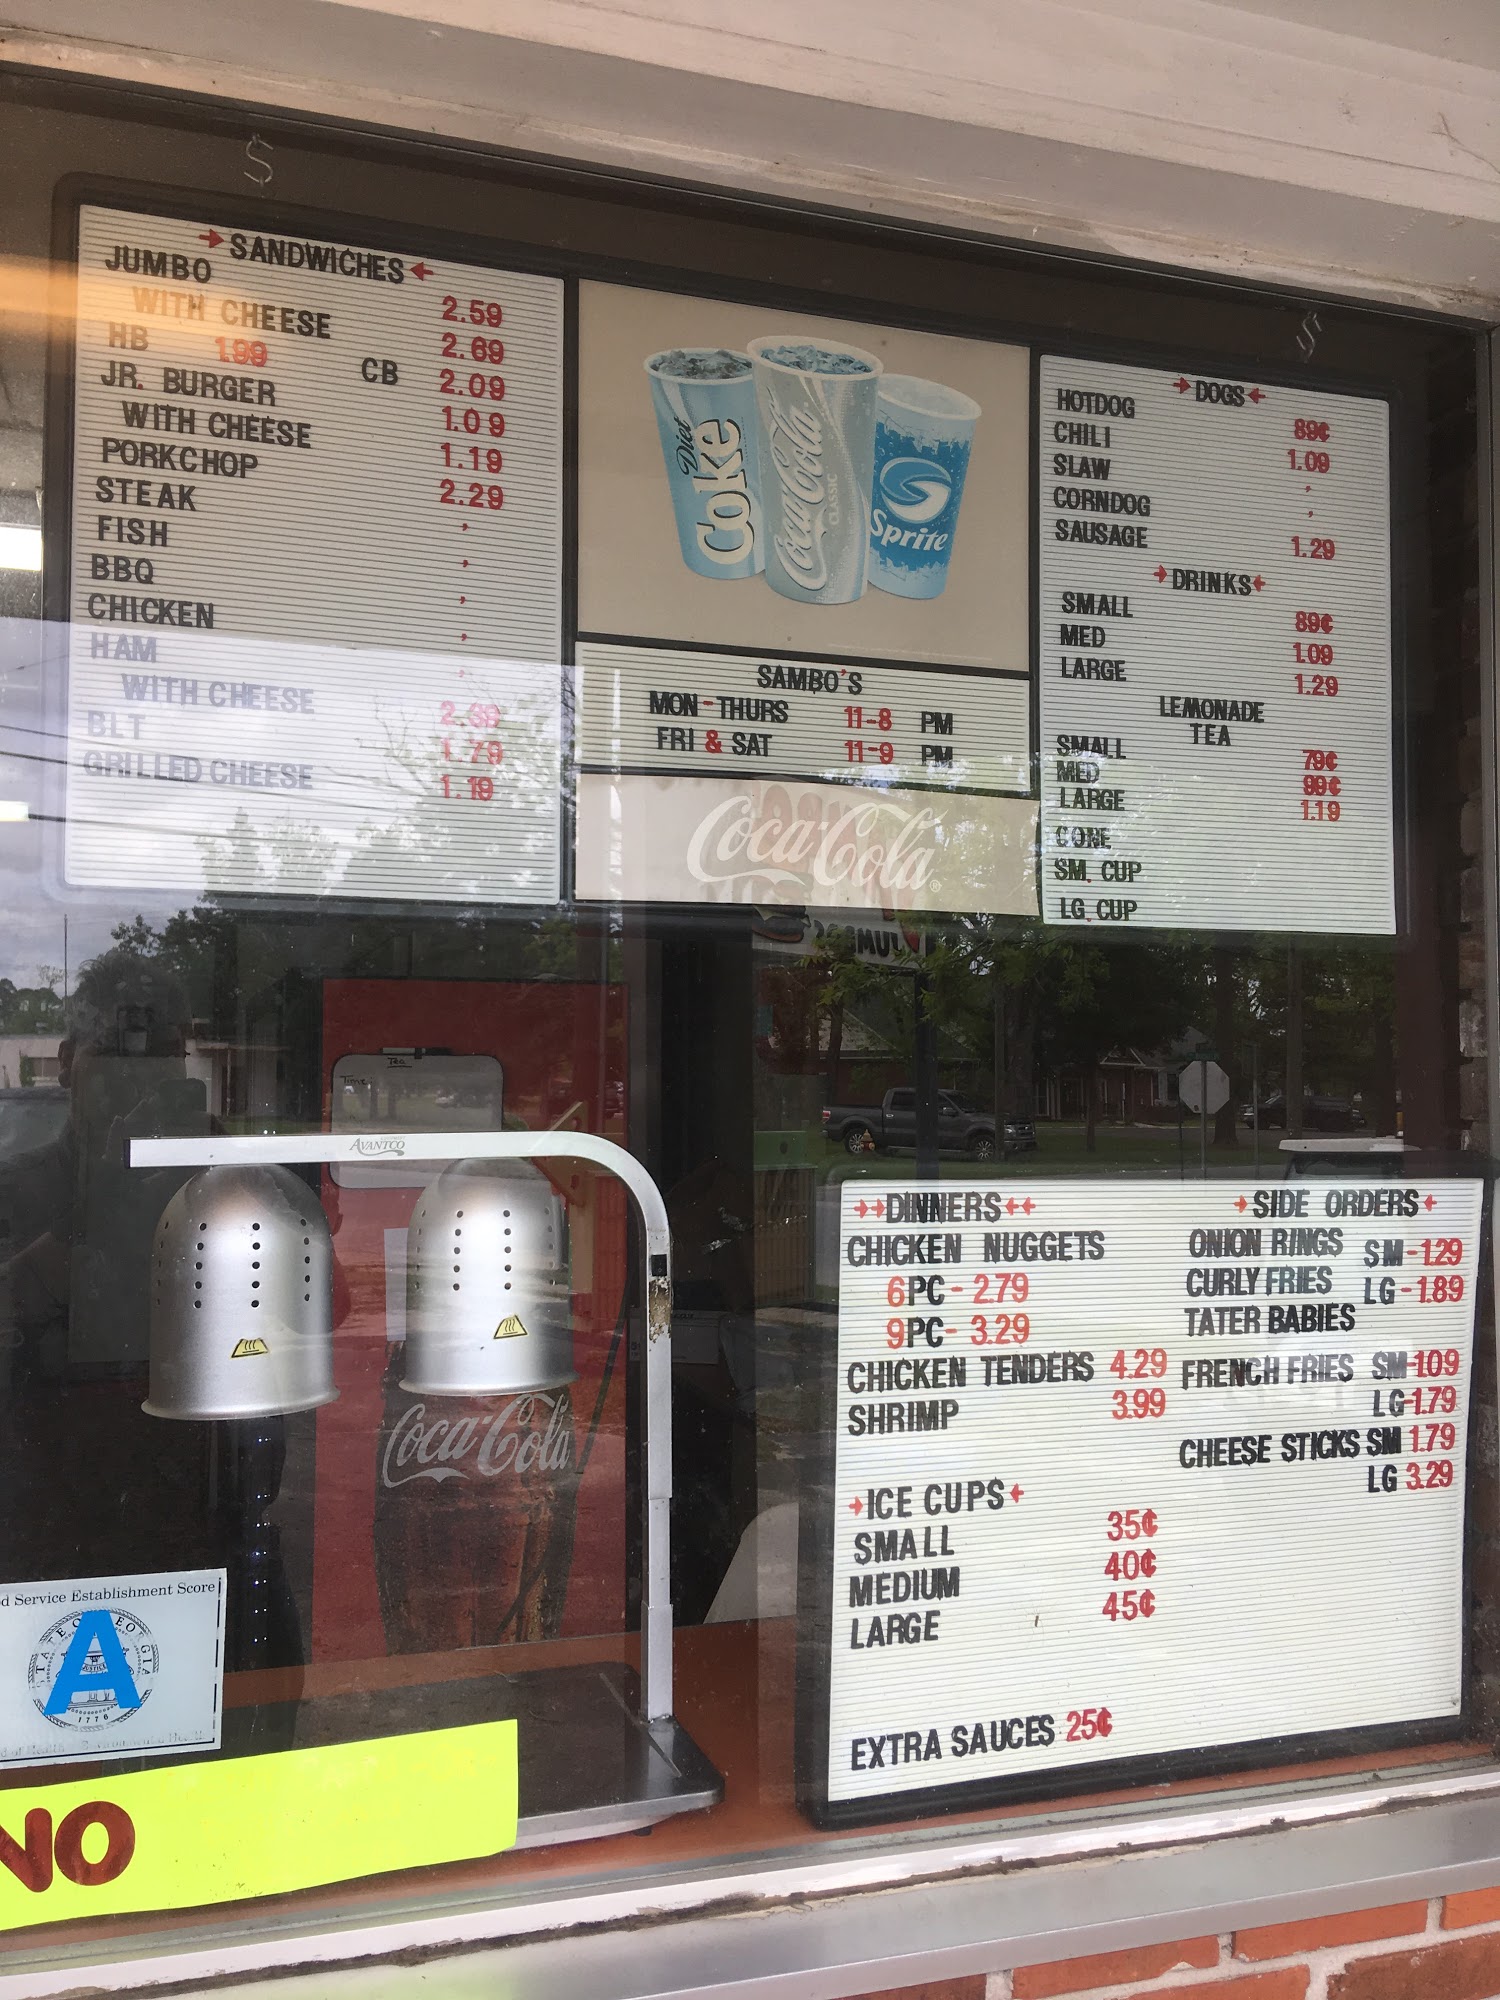 → SANDWICHES ←
JUMBO 2.59
WITH CHEESE 2.69
HB 1.99 CB 2.09
JR. BURGER 1.09
WITH CHEESE 1.19
PORKCHOP 2.29
STEAK "
FISH "
BBQ "
CHICKEN "
HAM "
WITH CHEESE 2.69
BLT 1.79
GRILLED CHEESE 1.19
Diet Coke
Coca-Cola CLASSIC
Sprite
SAMBO'S
MON-THURS 11-8 PM
FRI & SAT 11-9 PM
Coca-Cola ®
→ DOGS ←
HOTDOG 89¢
CHILI 1.09
SLAW "
CORNDOG "
SAUSAGE 1.29
→ DRINKS ←
SMALL 89¢
MED 1.09
LARGE 1.29
LEMONADE
TEA
SMALL 79¢
MED 99¢
LARGE 1.19
CONE
SM. CUP
LG. CUP
Tea
Time
AVANTCO
Coca-Cola
→→ DINNERS ←←
CHICKEN NUGGETS
6PC - 2.79
9PC - 3.29
CHICKEN TENDERS 4.29
SHRIMP 3.99
→ ICE CUPS ←
SMALL 35¢
MEDIUM 40¢
LARGE 45¢
EXTRA SAUCES 25¢
→ SIDE ORDERS ←
ONION RINGS SM - 1.29
CURLY FRIES LG - 1.89
TATER BABIES
FRENCH FRIES SM 1.09
LG - 1.79
CHEESE STICKS SM 1.79
LG 3.29
d Service Establishment Score
A
1776
NO